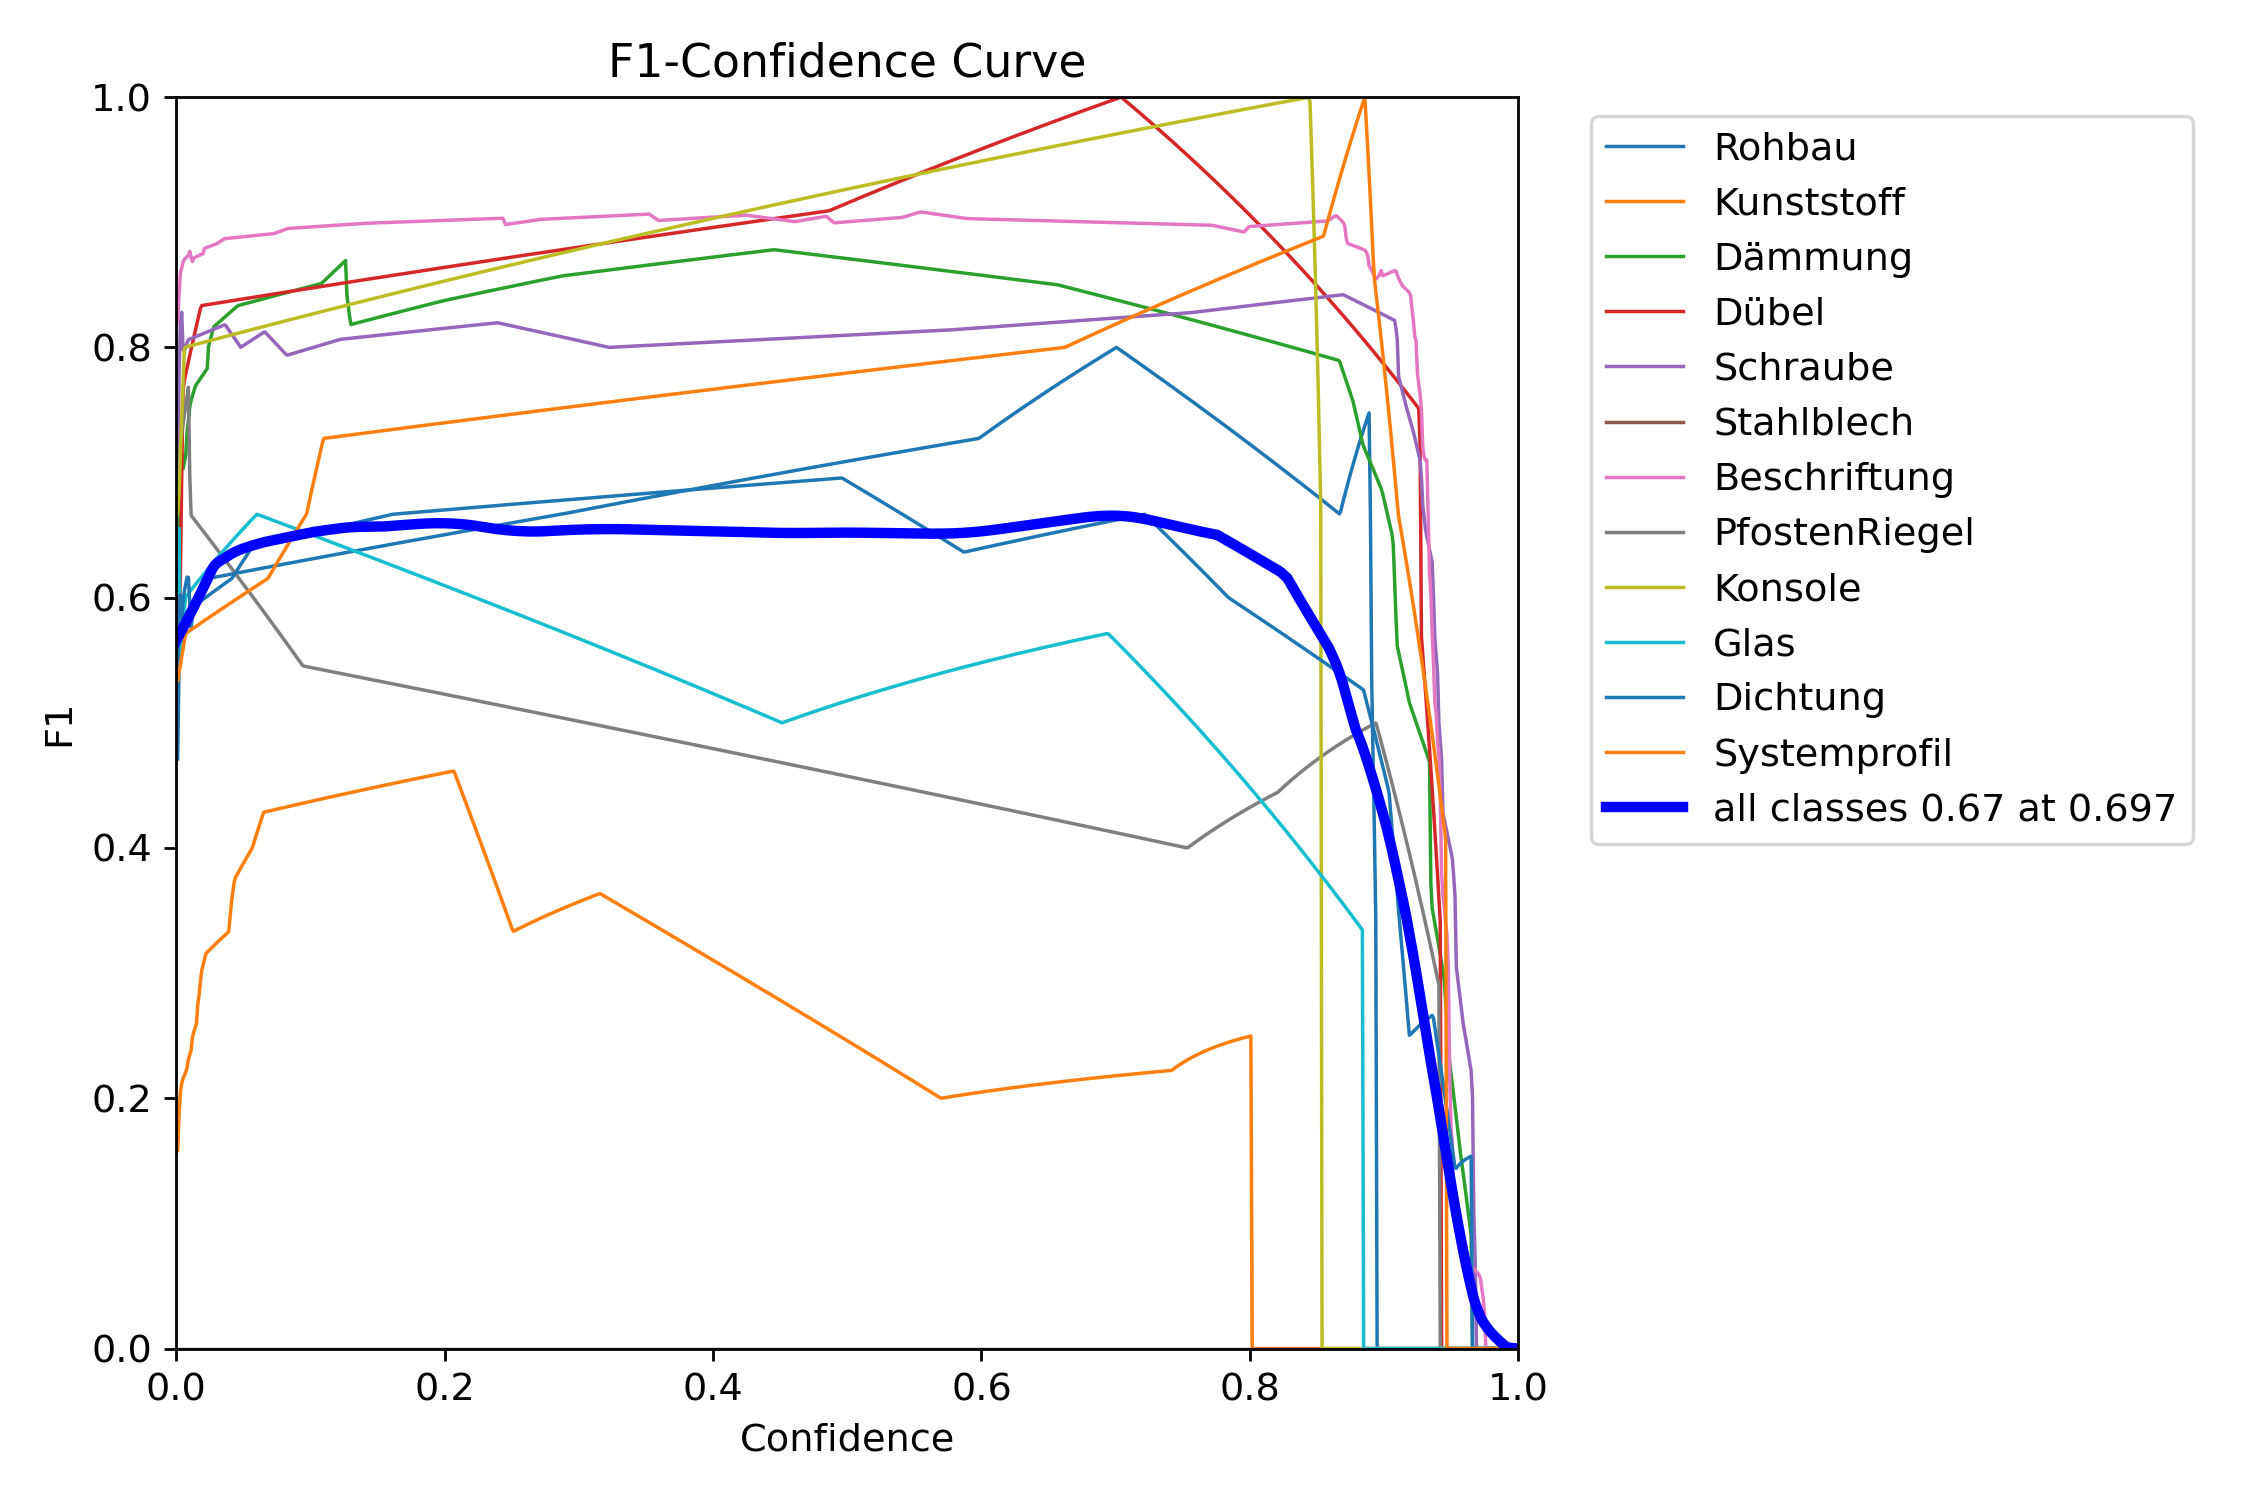 F1-Confidence Curve
1.0
0.8
0.6
0.4
0.2
0.0
F1
0.0 0.2 0.4 0.6 0.8 1.0
Confidence
Rohbau
Kunststoff
Dämmung
Dübel
Schraube
Stahlblech
Beschriftung
PfostenRiegel
Konsole
Glas
Dichtung
Systemprofil
all classes 0.67 at 0.697